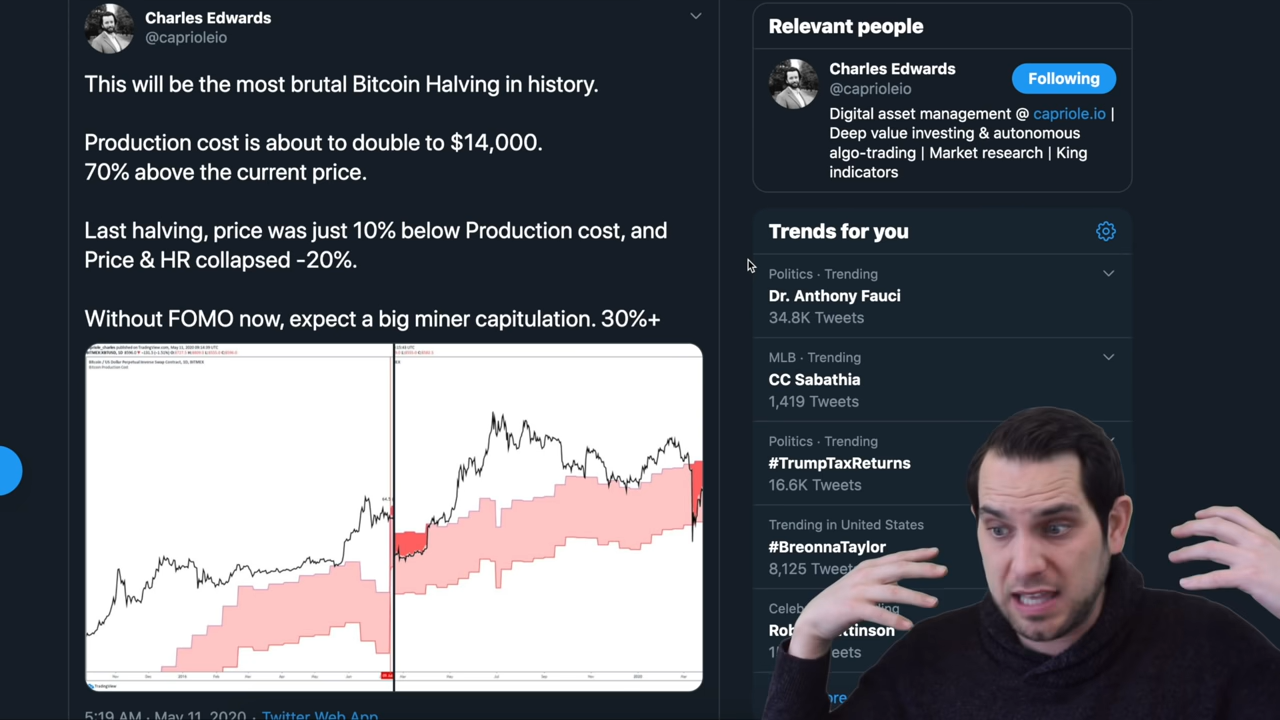 Charles Edwards
@caprioleio
This will be the most brutal Bitcoin Halving in history.
Production cost is about to double to $14,000.
70% above the current price.
Last halving, price was just 10% below Production cost, and
Price & HR collapsed -20%.
Without FOMO now, expect a big miner capitulation. 30%+
Bitcoin Production Cost
TradingView
5:19 AM · May 11, 2020 · Twitter Web App
Relevant people
Charles Edwards
@caprioleio
Following
Digital asset management @ capriole.io |
Deep value investing & autonomous
algo-trading | Market research | King
indicators
Trends for you
Politics · Trending
Dr. Anthony Fauci
34.8K Tweets
MLB · Trending
CC Sabathia
1,419 Tweets
Politics · Trending
#TrumpTaxReturns
16.6K Tweets
Trending in United States
#BreonnaTaylor
8,125 Tweets